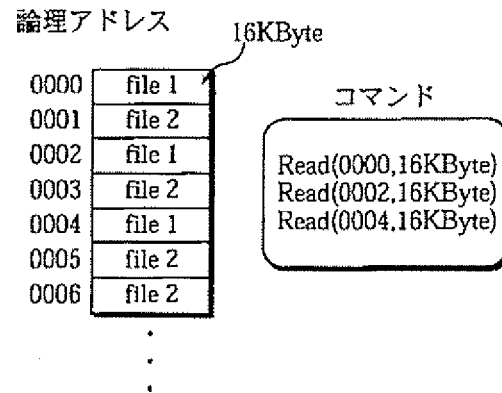 論理アドレス
16KByte
0000 file 1
0001 file 2
0002 file 1
0003 file 2
0004 file 1
0005 file 2
0006 file 2
コマンド
Read(0000,16KByte)
Read(0002,16KByte)
Read(0004,16KByte)